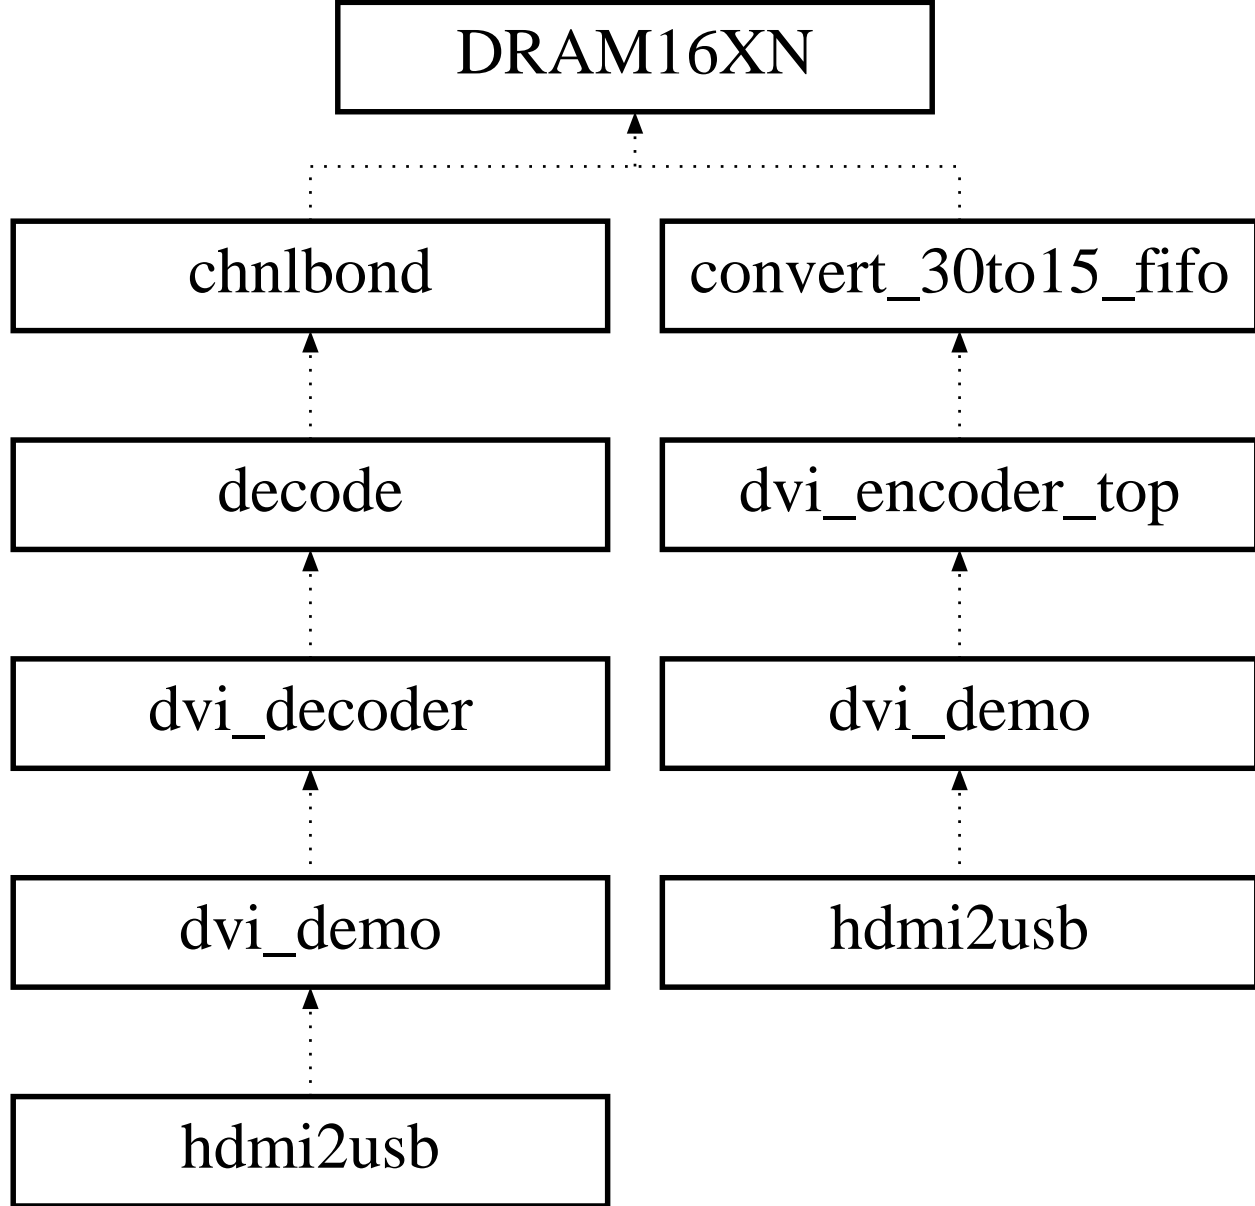 DRAM16XN
chnlbond
convert_30to15_fifo
decode
dvi_encoder_top
dvi_decoder
dvi_demo
dvi_demo
hdmi2usb
hdmi2usb